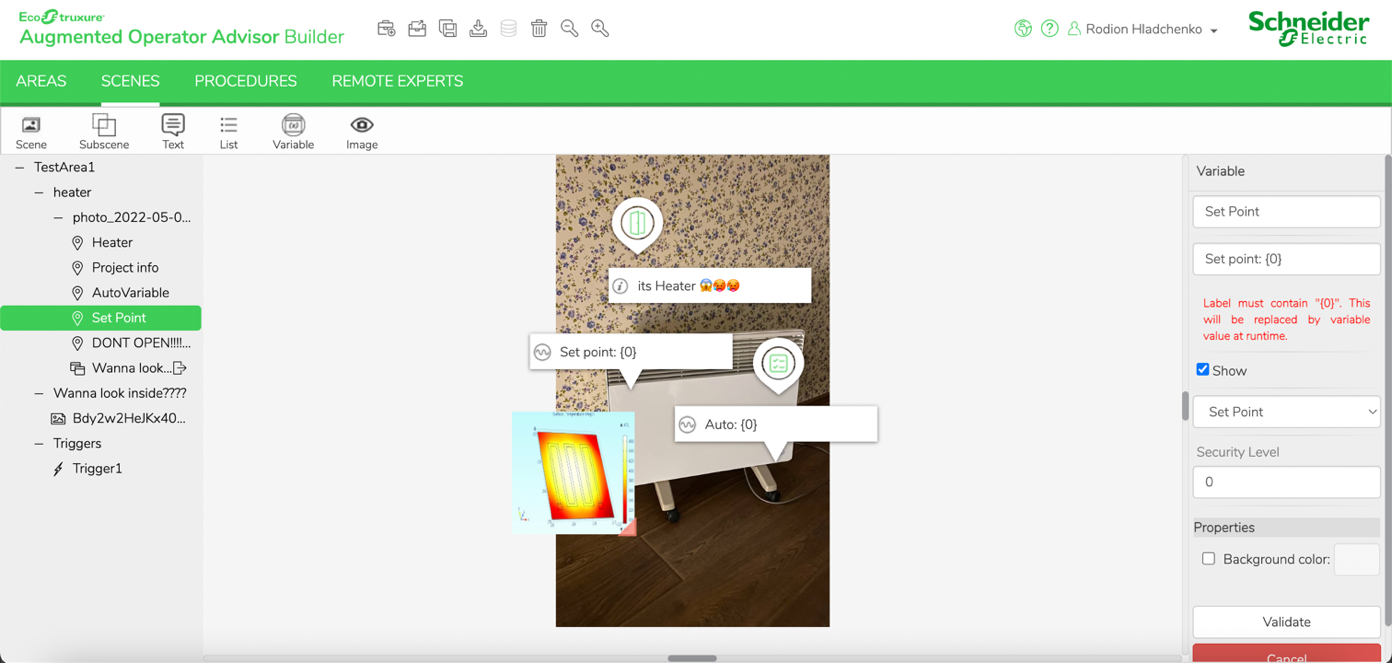 EcoStruxure
Augmented Operator Advisor Builder
Rodion Hladchenko
Schneider
Electric
AREAS
SCENES
PROCEDURES
REMOTE EXPERTS
Scene
Subscene
Text
List
Variable
Image
TestArea1
heater
photo_2022-05-0...
Heater
Project info
AutoVariable
Set Point
DONT OPEN!!!!...
Wanna look...
Wanna look inside????
Bdy2w2HeJKx40...
Triggers
Trigger1
its Heater 😱🥵🥵
Set point: {0}
Auto: {0}
Variable
Set Point
Set point: {0}
Label must contain "{0}". This
will be replaced by variable
value at runtime.
Show
Set Point
Security Level
0
Properties
Background color:
Validate
Cancel